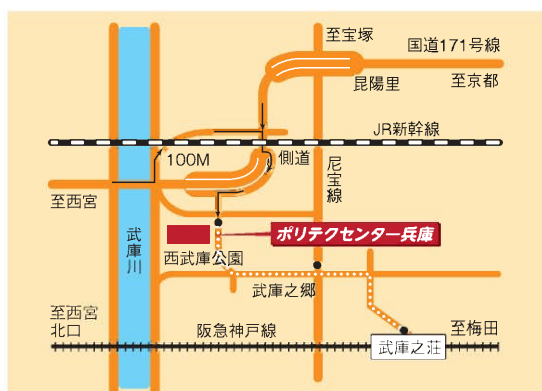 至宝塚
国道171号線
昆陽里
至京都
JR新幹線
100M
側道
尼宝線
至西宮
武庫川
ポリテクセンター兵庫
西武庫公園
武庫之郷
至西宮
北口
阪急神戸線
武庫之荘
至梅田